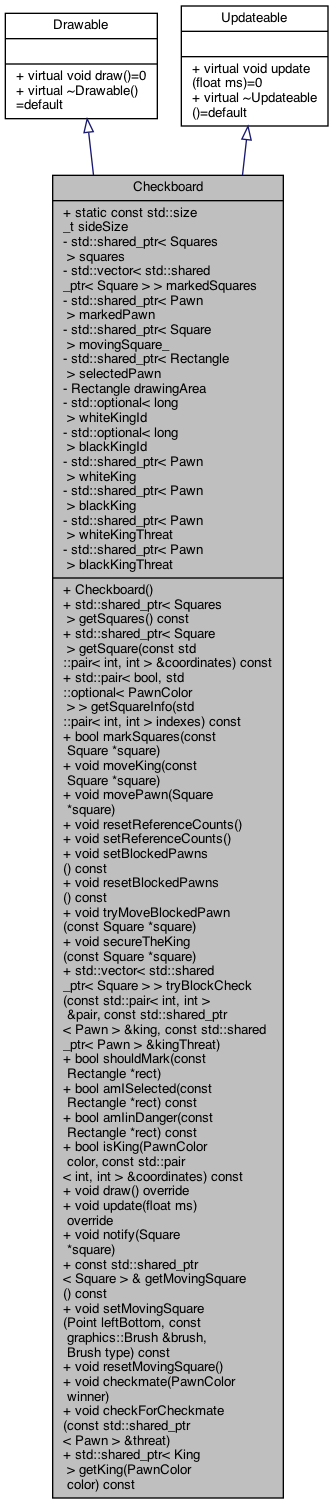 Drawable
+ virtual void draw()=0
+ virtual ~Drawable()
=default
Updateable
+ virtual void update
(float ms)=0
+ virtual ~Updateable
()=default
Checkboard
+ static const std::size
_t sideSize
- std::shared_ptr< Squares
 > squares
- std::vector< std::shared
_ptr< Square > > markedSquares
- std::shared_ptr< Pawn
 > markedPawn
- std::shared_ptr< Square
 > movingSquare_
- std::shared_ptr< Rectangle
 > selectedPawn
- Rectangle drawingArea
- std::optional< long
 > whiteKingId
- std::optional< long
 > blackKingId
- std::shared_ptr< Pawn
 > whiteKing
- std::shared_ptr< Pawn
 > blackKing
- std::shared_ptr< Pawn
 > whiteKingThreat
- std::shared_ptr< Pawn
 > blackKingThreat
+ Checkboard()
+ std::shared_ptr< Squares
 > getSquares() const
+ std::shared_ptr< Square
 > getSquare(const std
::pair< int, int > &coordinates) const
+ std::pair< bool, std
::optional< PawnColor
 > > getSquareInfo(std
::pair< int, int > indexes) const
+ bool markSquares(const
 Square *square)
+ void moveKing(const
 Square *square)
+ void movePawn(Square
 *square)
+ void resetReferenceCounts()
+ void setReferenceCounts()
+ void setBlockedPawns
() const
+ void resetBlockedPawns
() const
+ void tryMoveBlockedPawn
(const Square *square)
+ void secureTheKing
(const Square *square)
+ std::vector< std::shared
_ptr< Square > > tryBlockCheck
(const std::pair< int, int >
 &pair, const std::shared_ptr
< Pawn > &king, const std::shared
_ptr< Pawn > &kingThreat)
+ bool shouldMark(const
 Rectangle *rect)
+ bool amISelected(const
 Rectangle *rect) const
+ bool amIinDanger(const
 Rectangle *rect) const
+ bool isKing(PawnColor
 color, const std::pair
< int, int > &coordinates) const
+ void draw() override
+ void update(float ms)
 override
+ void notify(Square
 *square)
+ const std::shared_ptr
< Square > & getMovingSquare
() const
+ void setMovingSquare
(Point leftBottom, const
 graphics::Brush &brush,
 Brush type) const
+ void resetMovingSquare()
+ void checkmate(PawnColor
 winner)
+ void checkForCheckmate
(const std::shared_ptr
< Pawn > &threat)
+ std::shared_ptr< King
 > getKing(PawnColor
 color) const